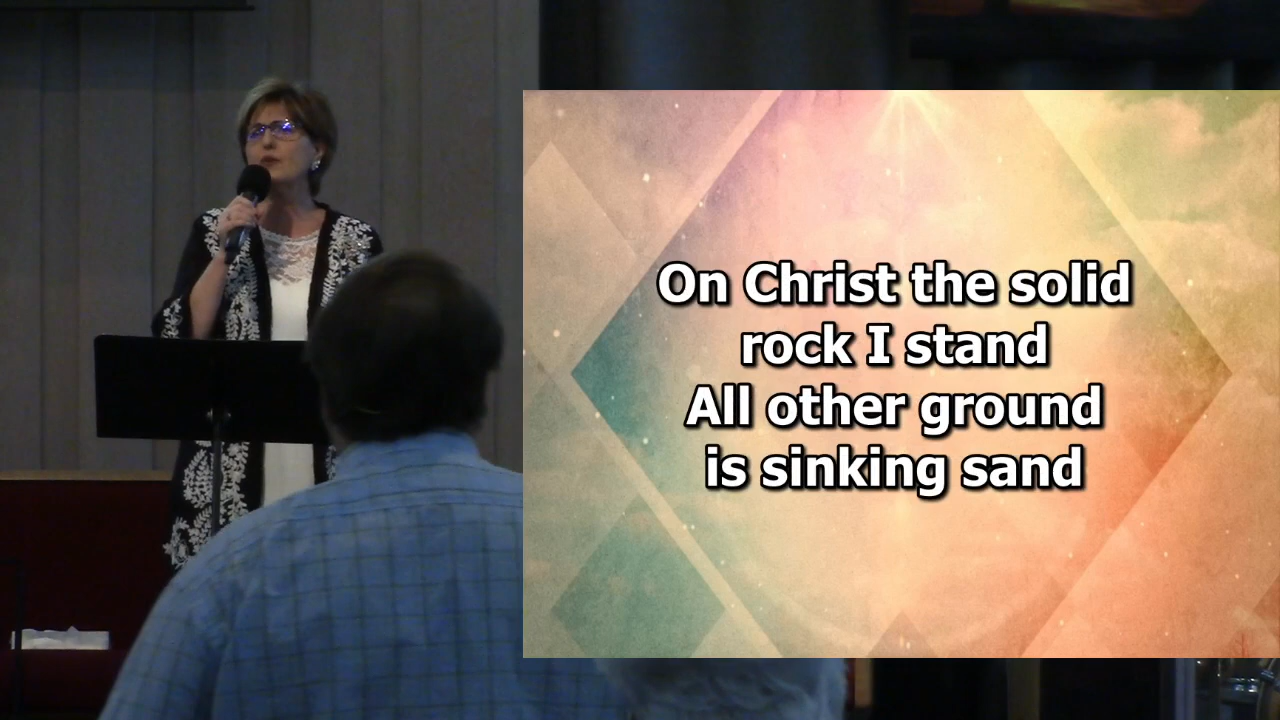 On Christ the solid
rock I stand
All other ground
is sinking sand